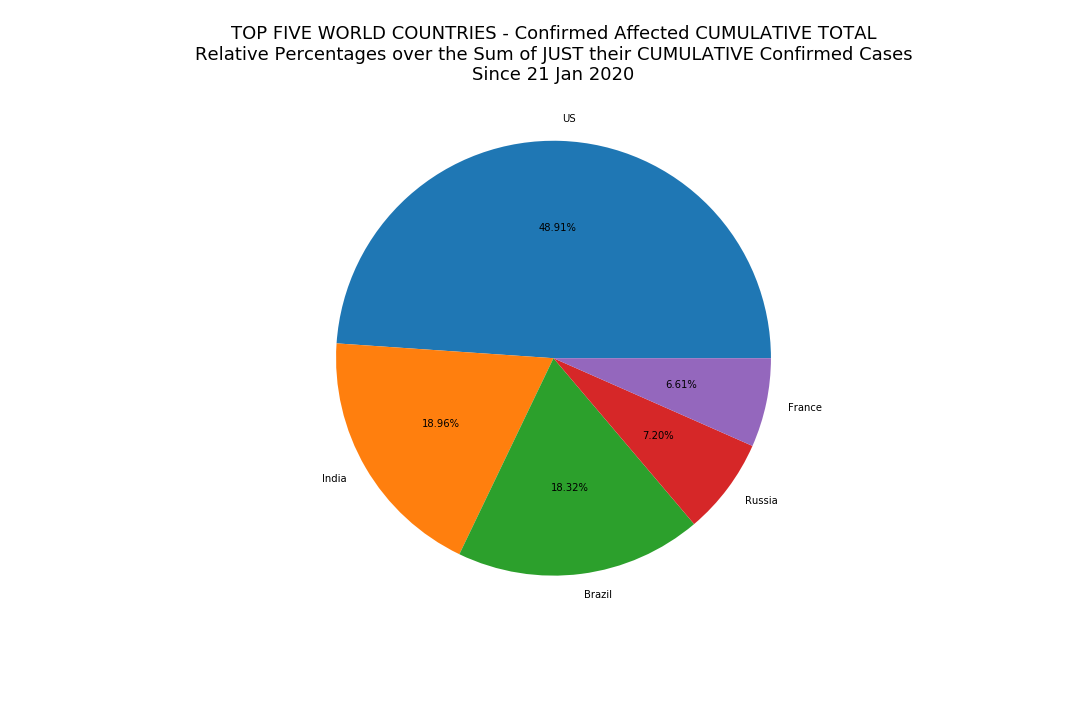 TOP FIVE WORLD COUNTRIES - Confirmed Affected CUMULATIVE TOTAL
Relative Percentages over the Sum of JUST their CUMULATIVE Confirmed Cases
Since 21 Jan 2020
US
48.91%
6.61%
France
18.96%
7.20%
India
18.32%
Russia
Brazil